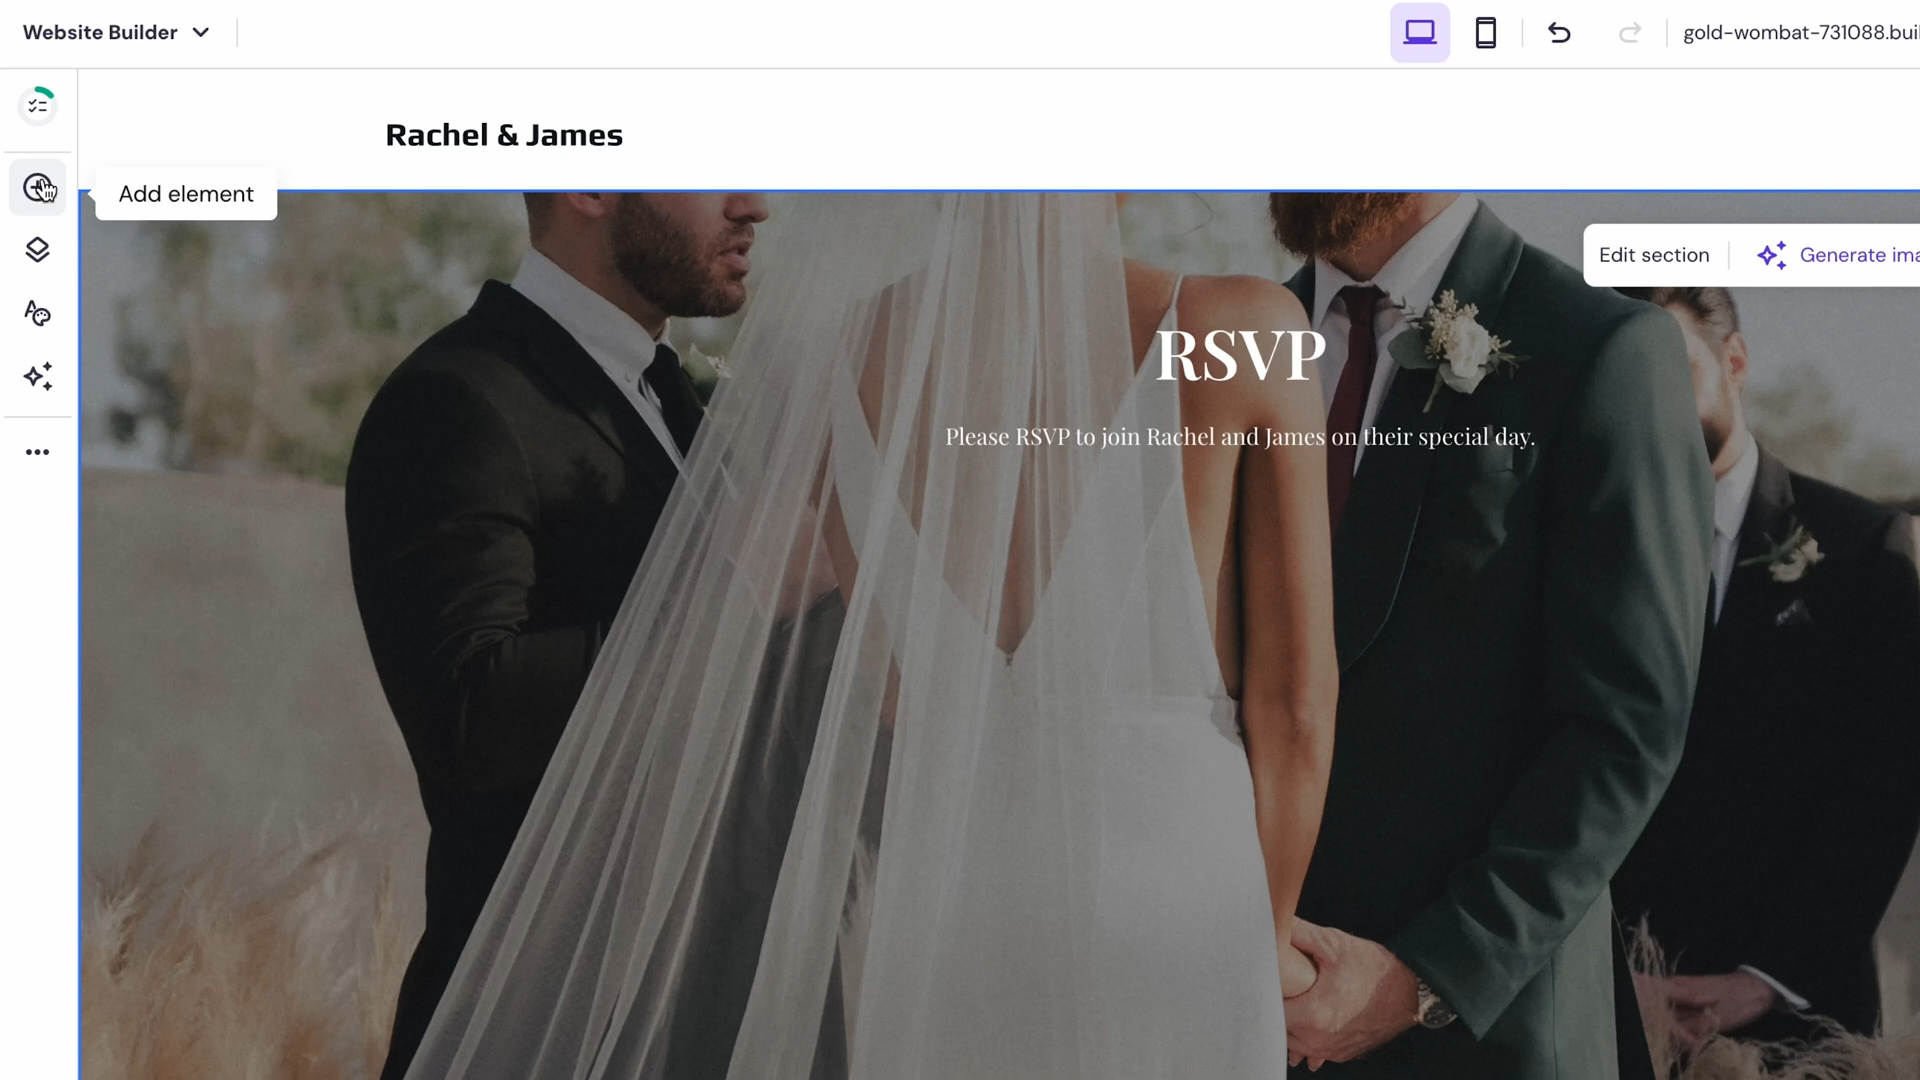 Website Builder
gold-wombat-731088.bui
Rachel & James
Add element
Edit section
Generate ima
RSVP
Please RSVP to join Rachel and James on their special day.